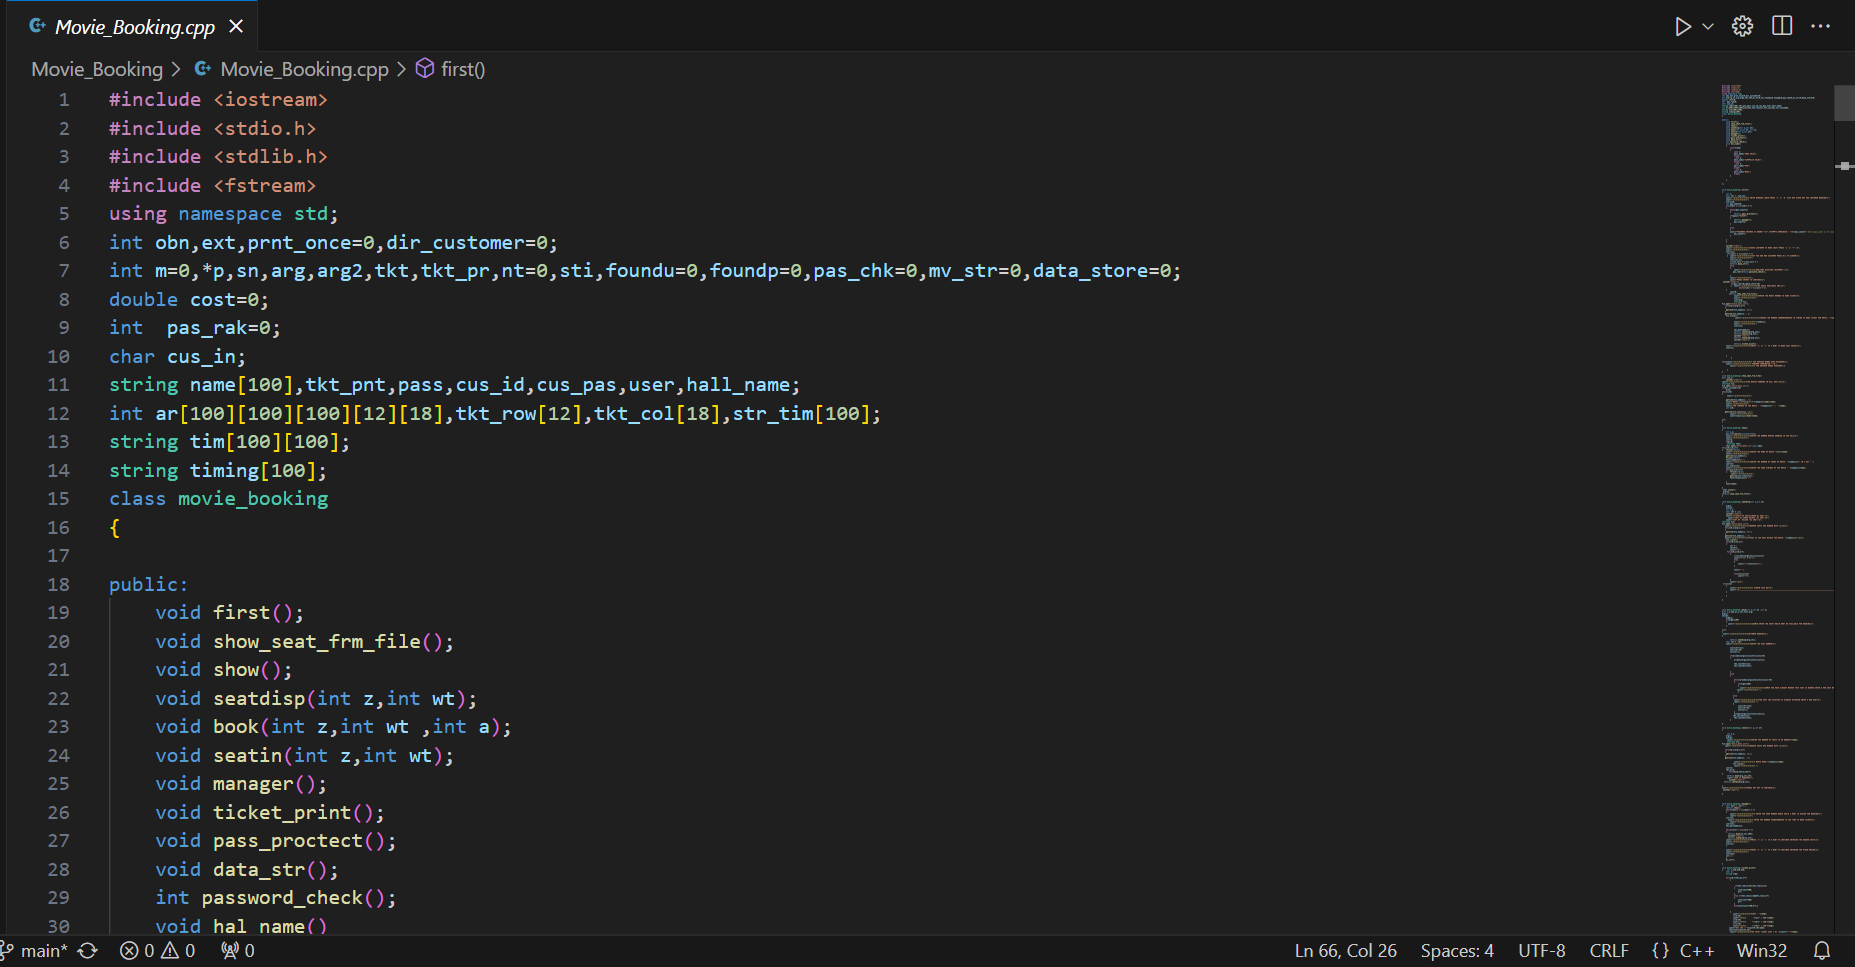 Movie_Booking.cpp
Movie_Booking > Movie_Booking.cpp > first()
1 #include <iostream>
2 #include <stdio.h>
3 #include <stdlib.h>
4 #include <fstream>
5 using namespace std;
6 int obn,ext,prnt_once=0,dir_customer=0;
7 int m=0,*p,sn,arg,arg2,tkt,tkt_pr,nt=0,sti,foundu=0,foundp=0,pas_chk=0,mv_str=0,data_store=0;
8 double cost=0;
9 int  pas_rak=0;
10 char cus_in;
11 string name[100],tkt_pnt,pass,cus_id,cus_pas,user,hall_name;
12 int ar[100][100][100][12][18],tkt_row[12],tkt_col[18],str_tim[100];
13 string tim[100][100];
14 string timing[100];
15 class movie_booking
16 {
17
18 public:
19     void first();
20     void show_seat_frm_file();
21     void show();
22     void seatdisp(int z,int wt);
23     void book(int z,int wt ,int a);
24     void seatin(int z,int wt);
25     void manager();
26     void ticket_print();
27     void pass_proctect();
28     void data_str();
29     int password_check();
30     void hal_name()
main* 0 0 0 Ln 66, Col 26 Spaces: 4 UTF-8 CRLF {} C++ Win32